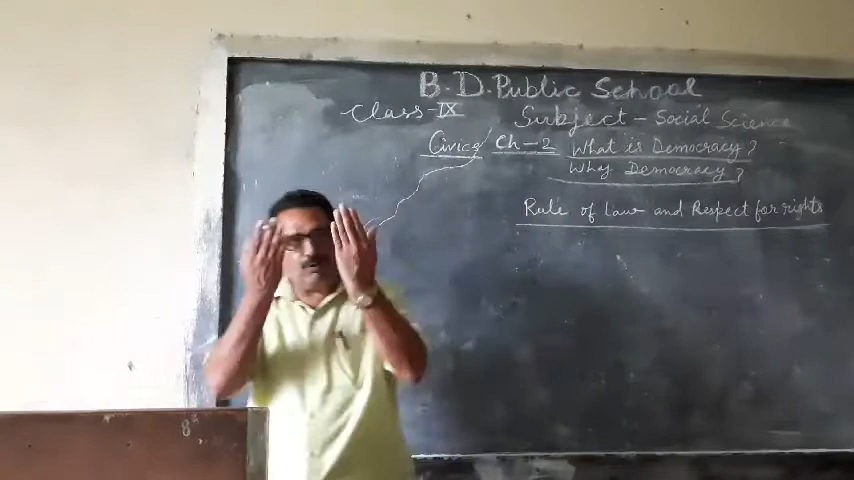 B.D.Public School
Class-IX Subject - Social Science
Civics Ch-2 What is Democracy?
Why Democracy?
Rule of Law and Respect for rights